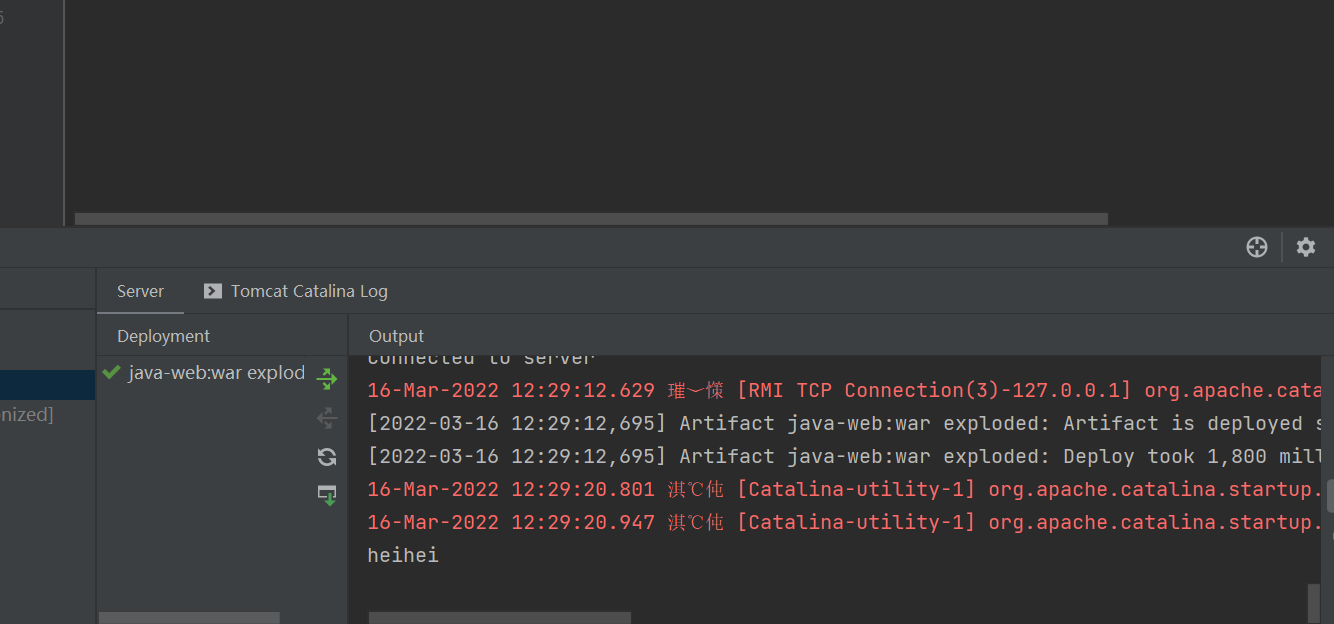 Server
Tomcat Catalina Log
Deployment
Output
java-web:war explod
nized]
connected to server
16-Mar-2022 12:29:12.629 璀﹀憡 [RMI TCP Connection(3)-127.0.0.1] org.apache.cata
[2022-03-16 12:29:12,695] Artifact java-web:war exploded: Artifact is deployed s
[2022-03-16 12:29:12,695] Artifact java-web:war exploded: Deploy took 1,800 mill
16-Mar-2022 12:29:20.801 淇℃伅 [Catalina-utility-1] org.apache.catalina.startup.
16-Mar-2022 12:29:20.947 淇℃伅 [Catalina-utility-1] org.apache.catalina.startup.
heihei